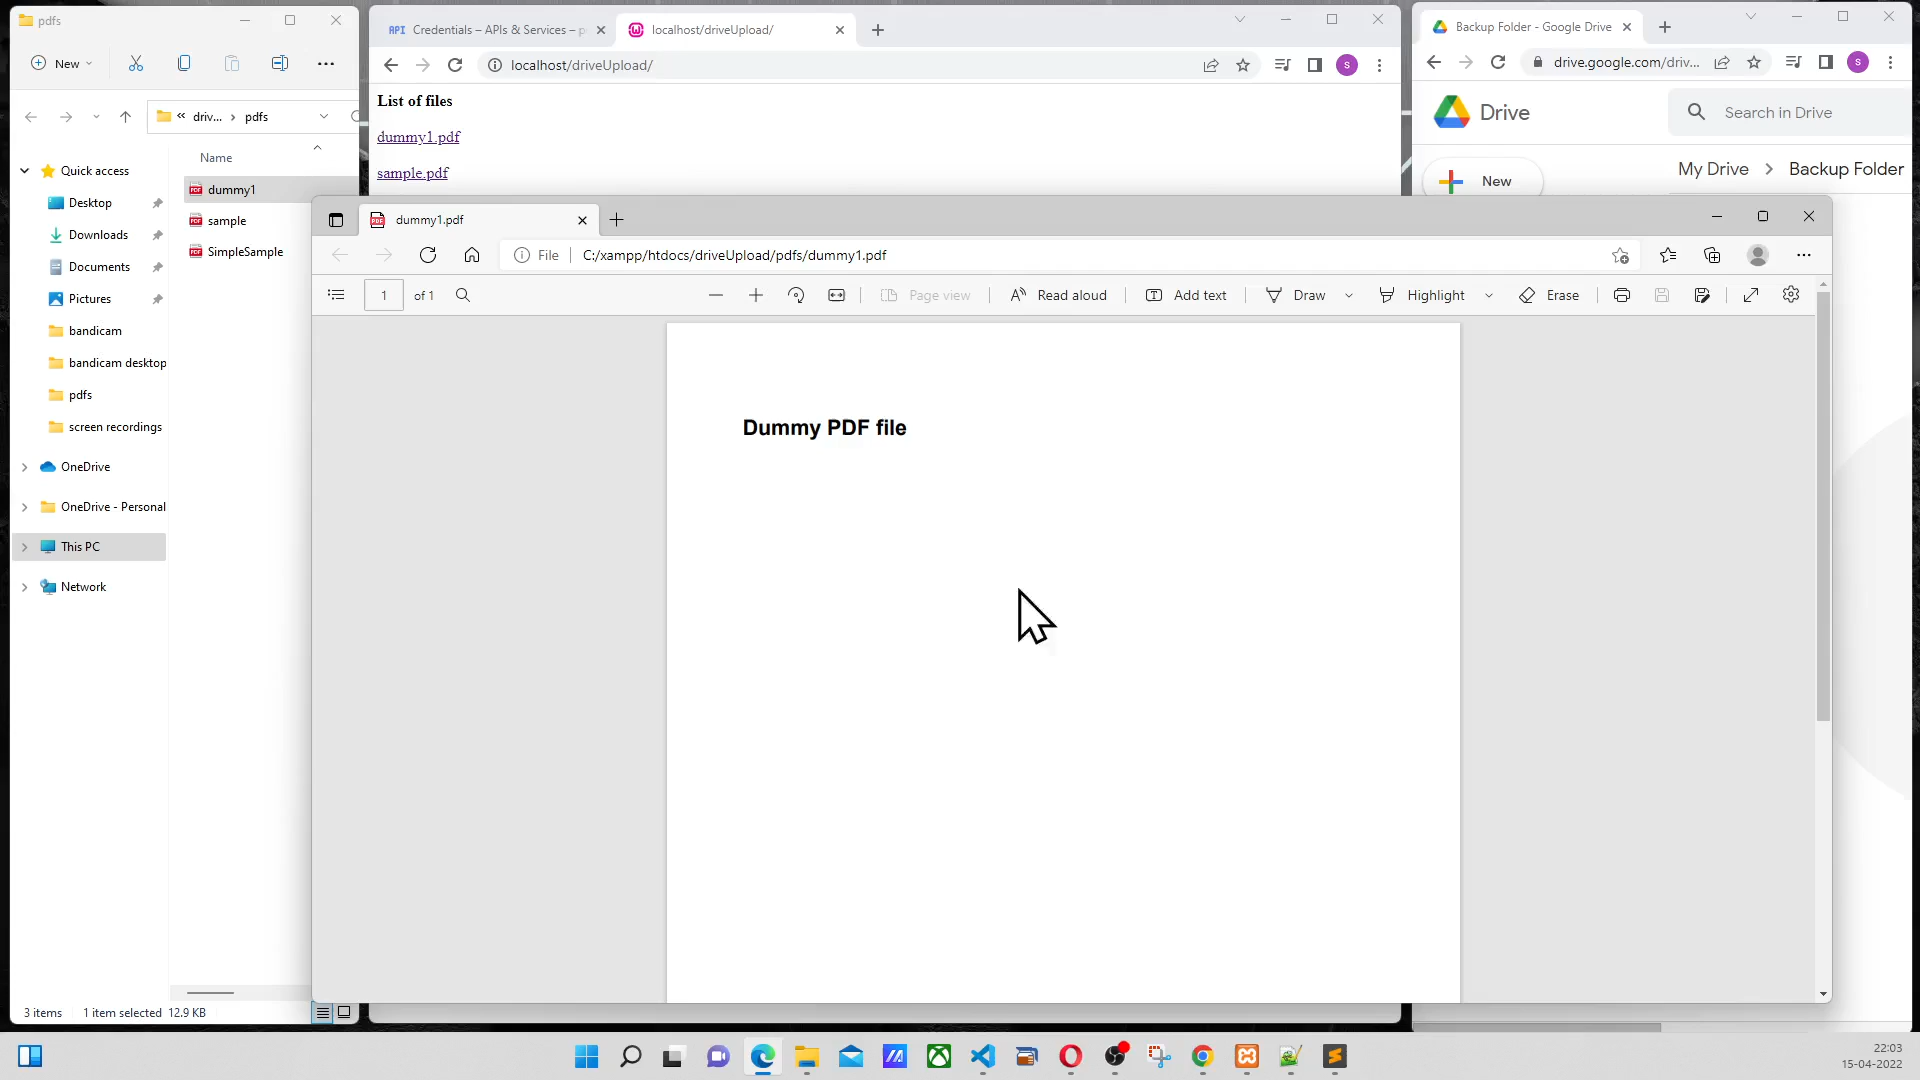 pdfs
New
driv... > pdfs
Name
Quick access
Desktop
Downloads
Documents
Pictures
bandicam
bandicam desktop
pdfs
screen recordings
OneDrive
OneDrive - Personal
This PC
Network
dummy1
sample
SimpleSample
3 items 1 item selected 12.9 KB
API Credentials – APIs & Services – p
localhost/driveUpload/
localhost/driveUpload/
S
List of files
dummy1.pdf
sample.pdf
Backup Folder - Google Drive
drive.google.com/driv...
S
Drive
Search in Drive
New
My Drive > Backup Folder
dummy1.pdf
File C:/xampp/htdocs/driveUpload/pdfs/dummy1.pdf
1 of 1
Page view
Read aloud
Add text
Draw
Highlight
Erase
Dummy PDF file
22:03
15-04-2022